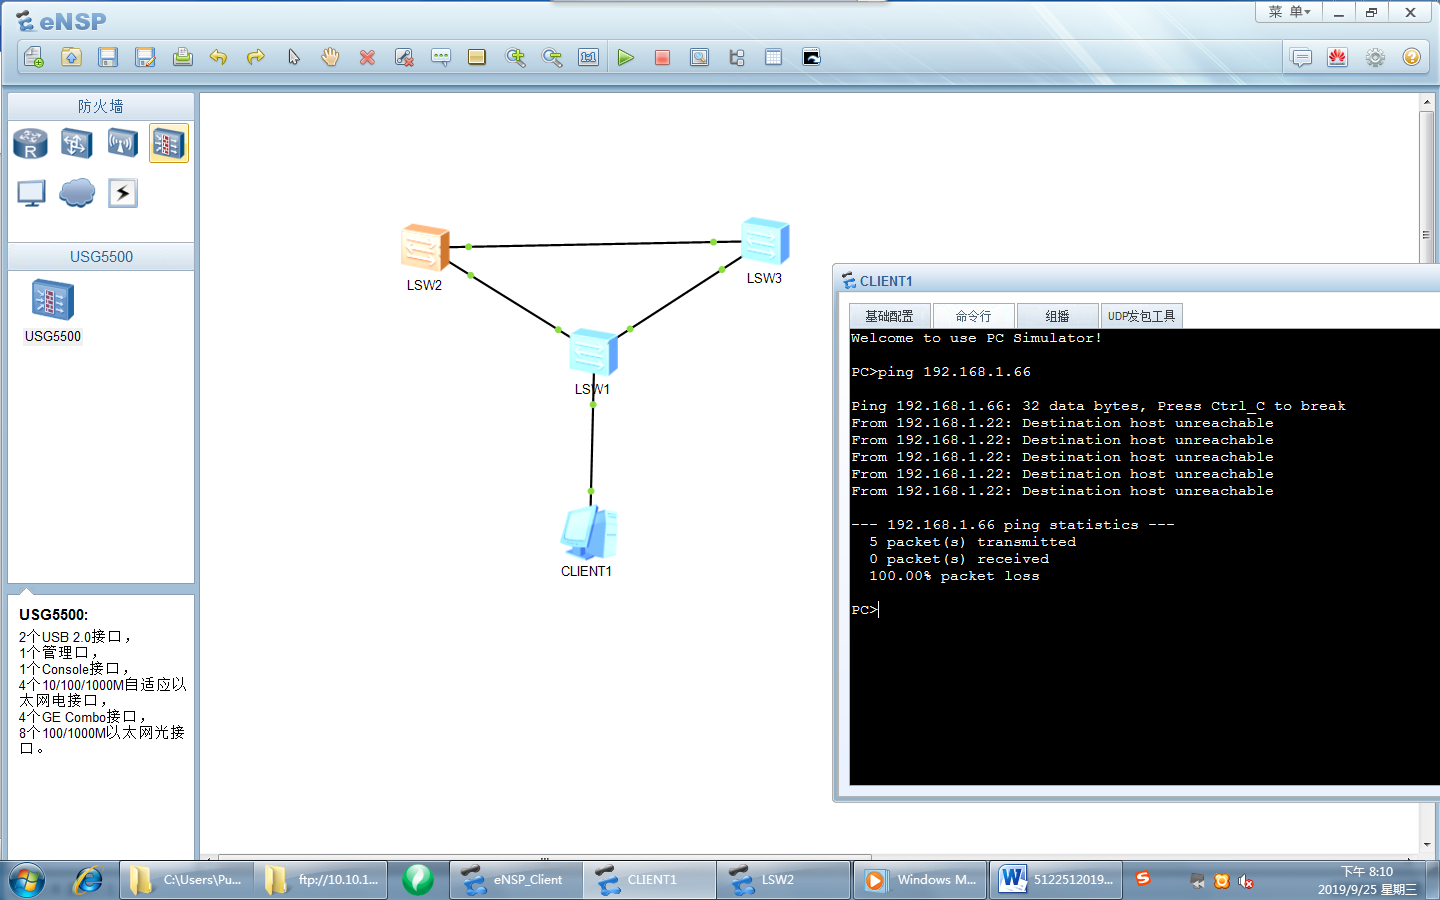 eNSP
菜 单
防火墙
USG5500
USG5500
USG5500:
2个USB 2.0接口，
1个管理口，
1个Console接口，
4个10/100/1000M自适应以
太网电接口，
4个GE Combo接口，
8个100/1000M以太网光接
口。
LSW2
LSW3
LSW1
CLIENT1
CLIENT1
基础配置
命令行
组播
UDP发包工具
Welcome to use PC Simulator!
PC>ping 192.168.1.66
Ping 192.168.1.66: 32 data bytes, Press Ctrl_C to break
From 192.168.1.22: Destination host unreachable
From 192.168.1.22: Destination host unreachable
From 192.168.1.22: Destination host unreachable
From 192.168.1.22: Destination host unreachable
From 192.168.1.22: Destination host unreachable
--- 192.168.1.66 ping statistics ---
5 packet(s) transmitted
0 packet(s) received
100.00% packet loss
PC>
C:\Users\Pu...
ftp://10.10.1...
eNSP_Client
CLIENT1
LSW2
Windows M...
5122512019...
下午 8:10
2019/9/25 星期三